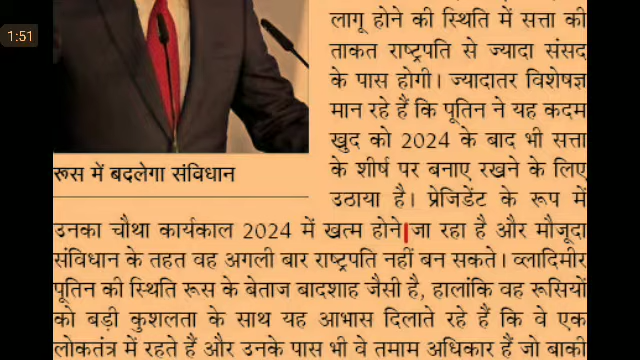 1:51
लागू होने की स्थिति में सत्ता की
ताकत राष्ट्रपति से ज्यादा संसद
के पास होगी। ज्यादातर विशेषज्ञ
मान रहे हैं कि पूतिन ने यह कदम
खुद को 2024 के बाद भी सत्ता
के शीर्ष पर बनाए रखने के लिए
उठाया है। प्रेजिडेंट के रूप में
रूस में बदलेगा संविधान
उनका चौथा कार्यकाल 2024 में खत्म होने जा रहा है और मौजूदा
संविधान के तहत वह अगली बार राष्ट्रपति नहीं बन सकते। व्लादिमीर
पूतिन की स्थिति रूस के बेताज बादशाह जैसी है, हालांकि वह रूसियों
को बड़ी कुशलता के साथ यह आभास दिलाते रहे हैं कि वे एक
लोकतंत्र में रहते हैं और उनके पास भी वे तमाम अधिकार हैं जो बाकी